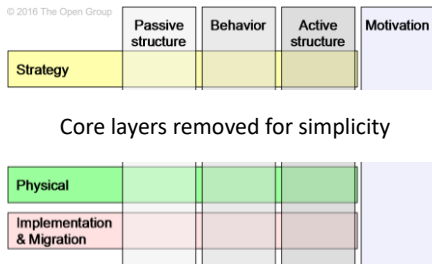 © 2016 The Open Group
Passive
structure
Behavior
Active
structure
Motivation
Strategy
Core layers removed for simplicity
Physical
Implementation
& Migration